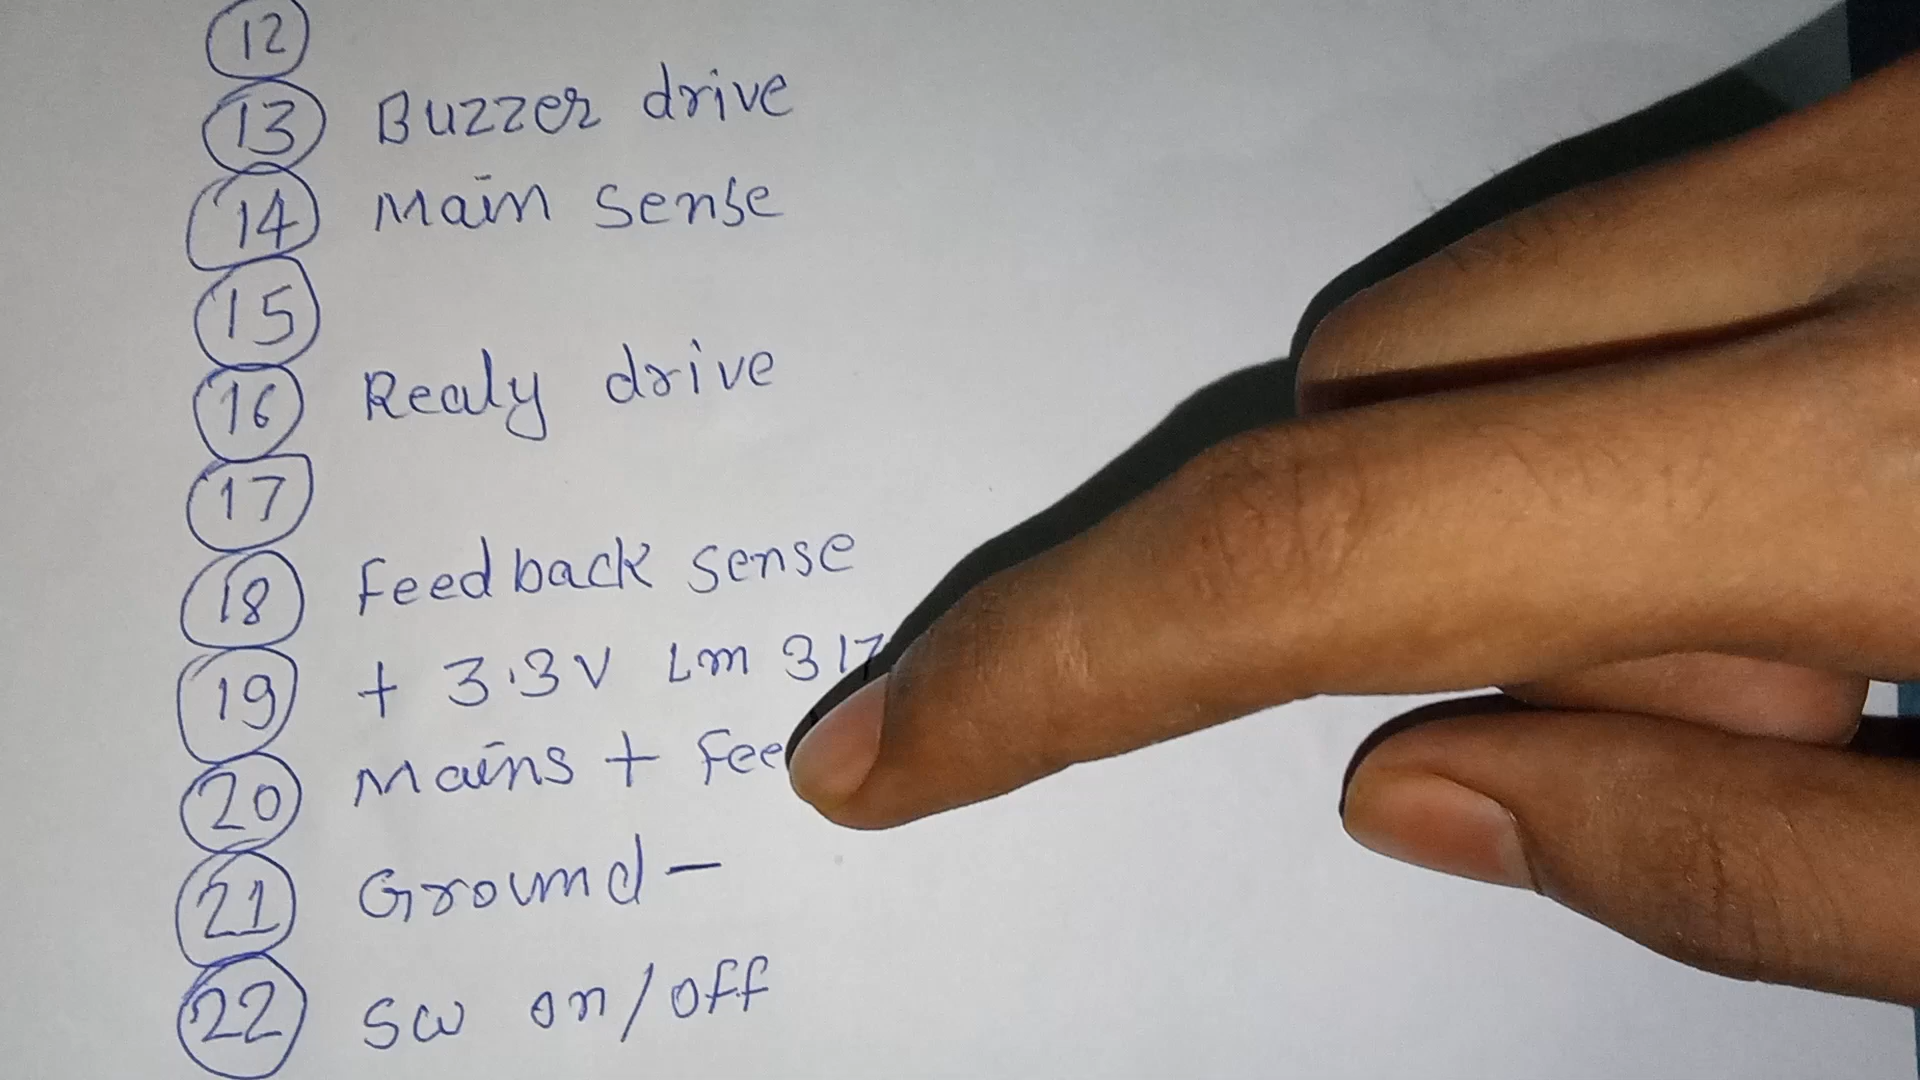 12
13 Buzzer drive
14 Main sense
15
16 Realy drive
17
18 Feedback sense
19 + 3.3V Lm 317
20 Mains + Fee
21 Ground -
22 SW on/off